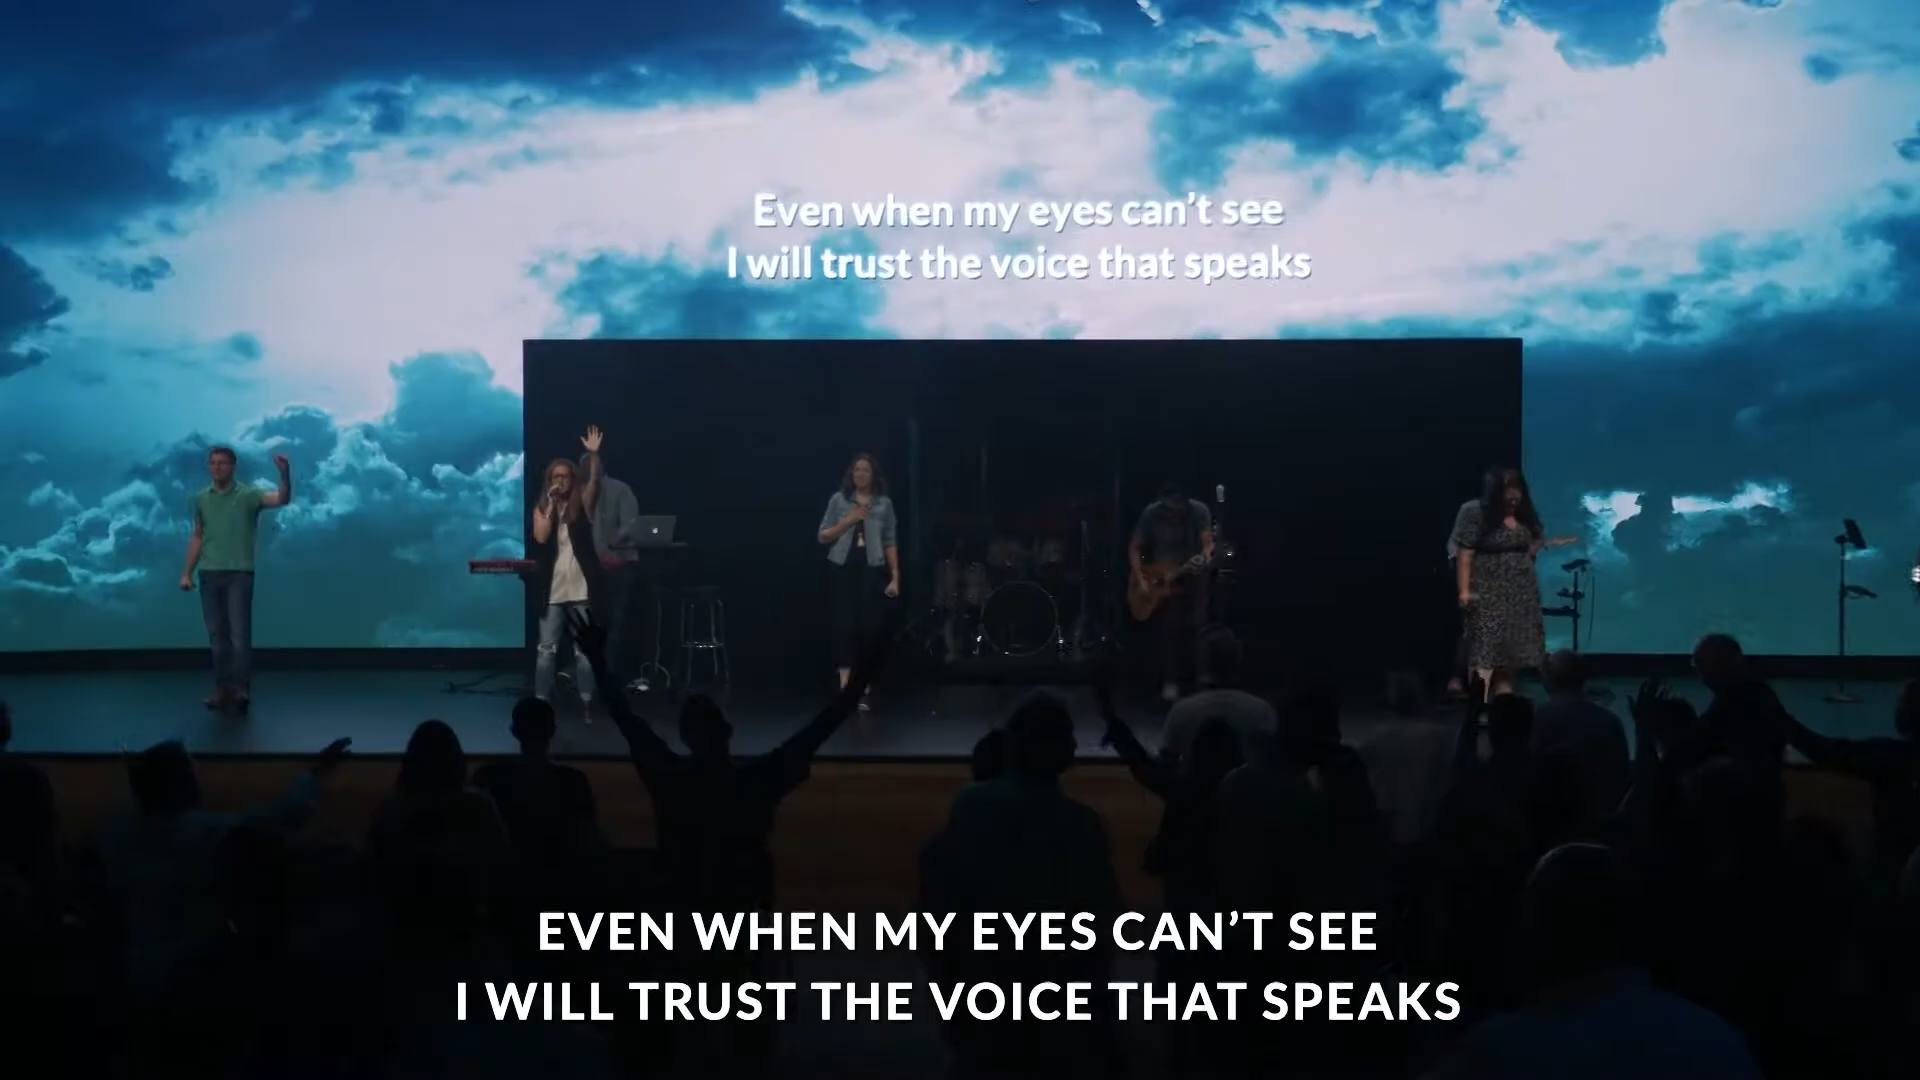 Even when my eyes can't see
I will trust the voice that speaks
EVEN WHEN MY EYES CAN'T SEE
I WILL TRUST THE VOICE THAT SPEAKS